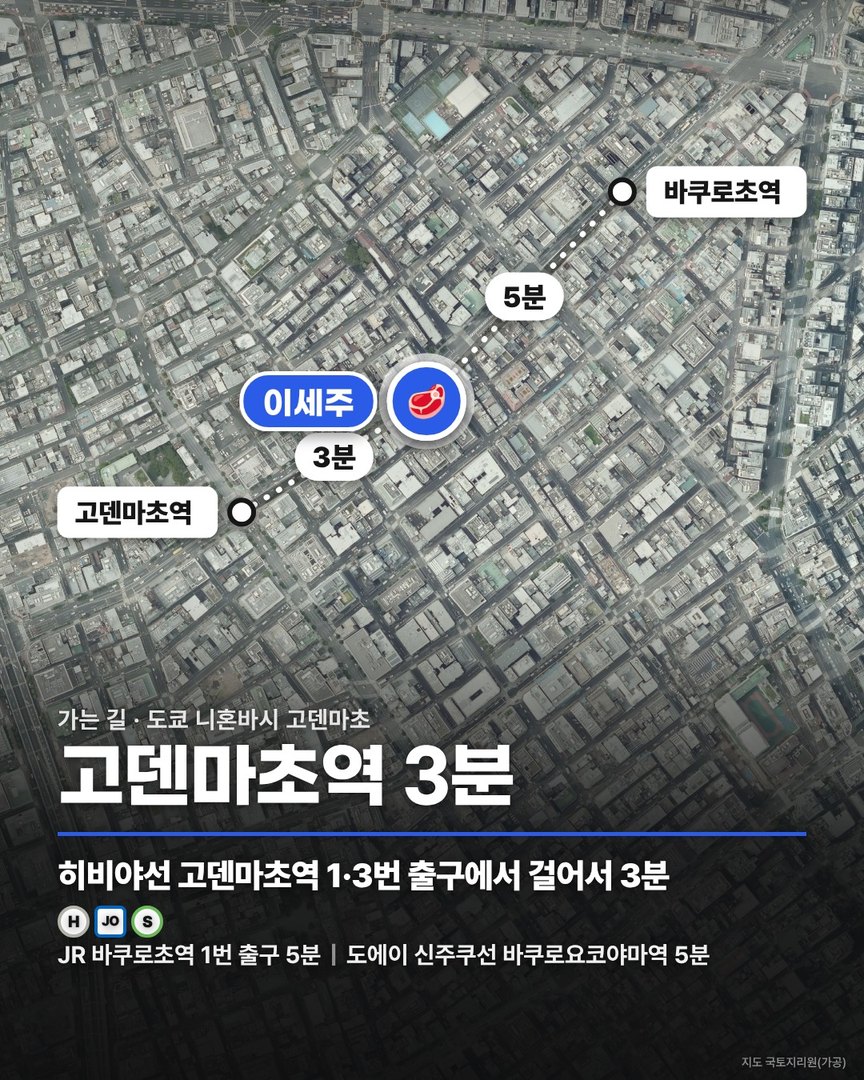 바쿠로초역
5분
이세주
3분
고덴마초역
가는 길 · 도쿄 니혼바시 고덴마초
고덴마초역 3분
히비야선 고덴마초역 1·3번 출구에서 걸어서 3분
H JO S
JR 바쿠로초역 1번 출구 5분 | 도에이 신주쿠선 바쿠로요코야마역 5분
지도 국토지리원(가공)